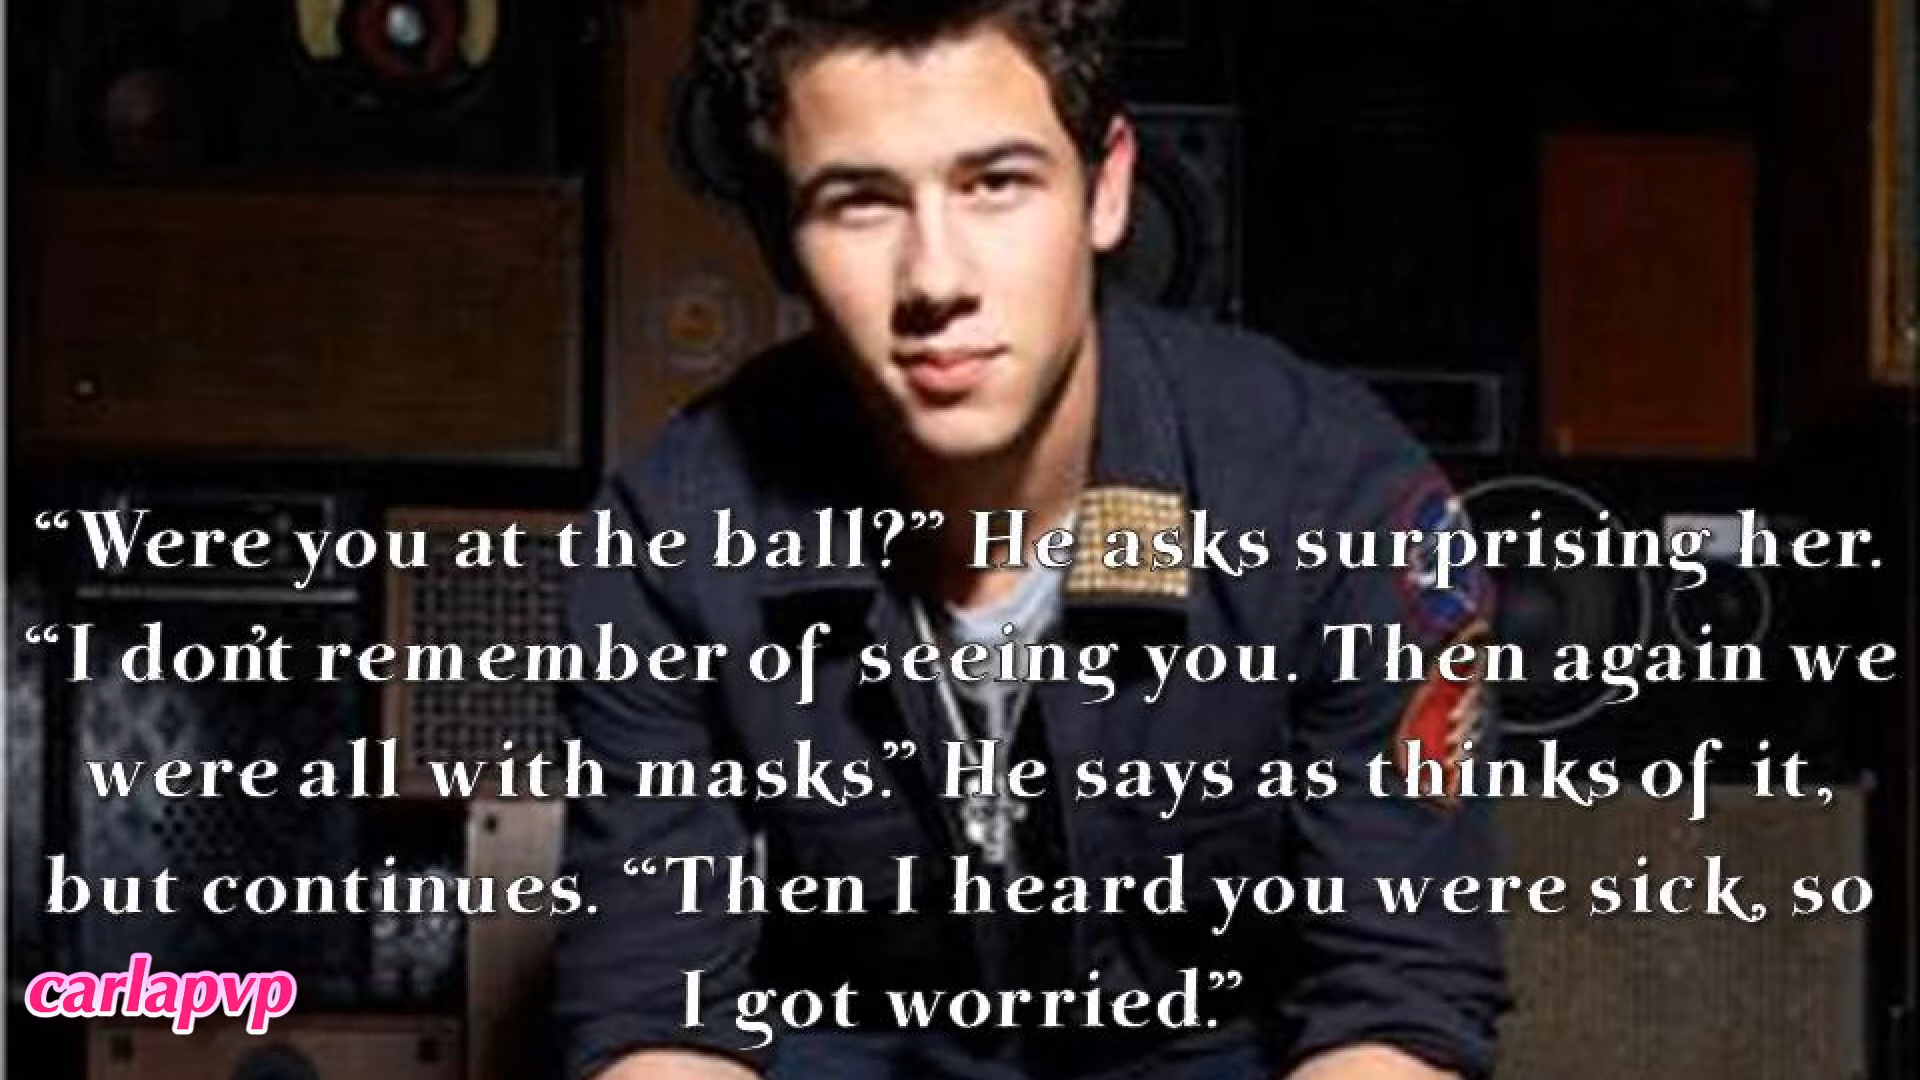 “Were you at the ball?” He asks surprising her.
“I don’t remember of seeing you. Then again we
were all with masks.” He says as thinks of it,
but continues. “Then I heard you were sick, so
I got worried.”
carlapvp